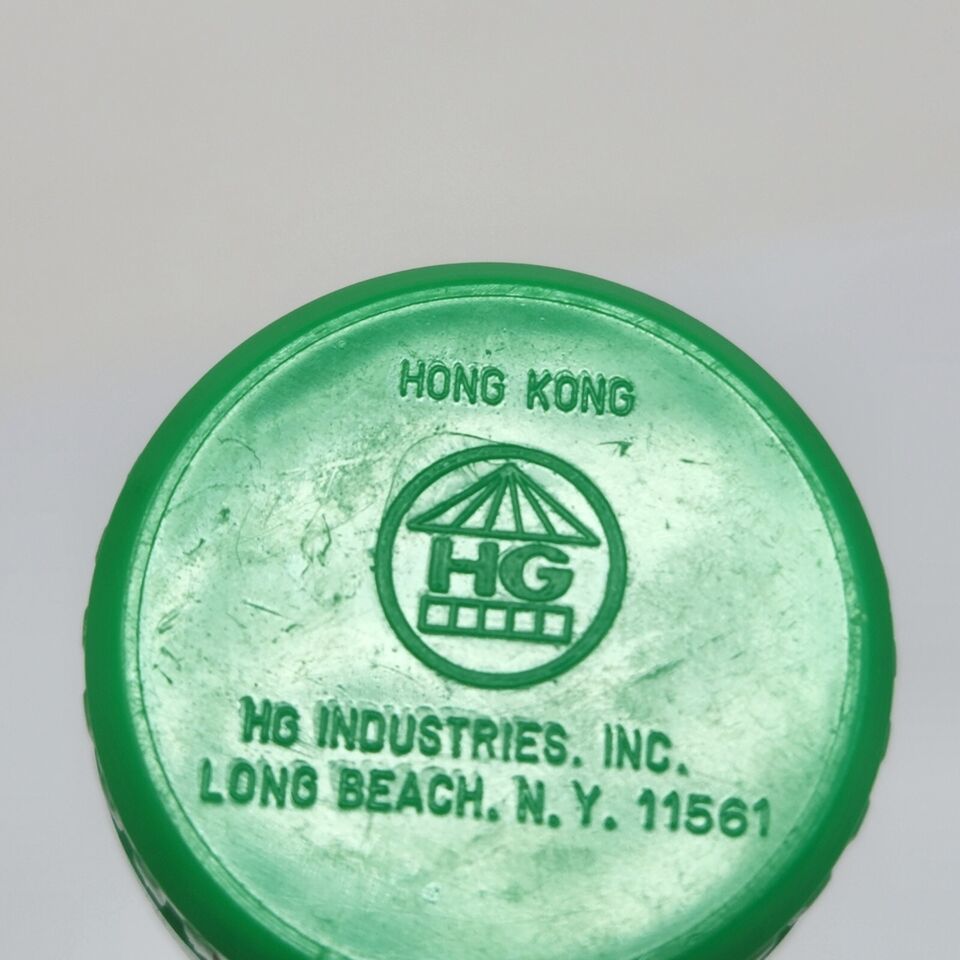 HONG KONG
HG
HG INDUSTRIES. INC.
LONG BEACH. N.Y. 11561